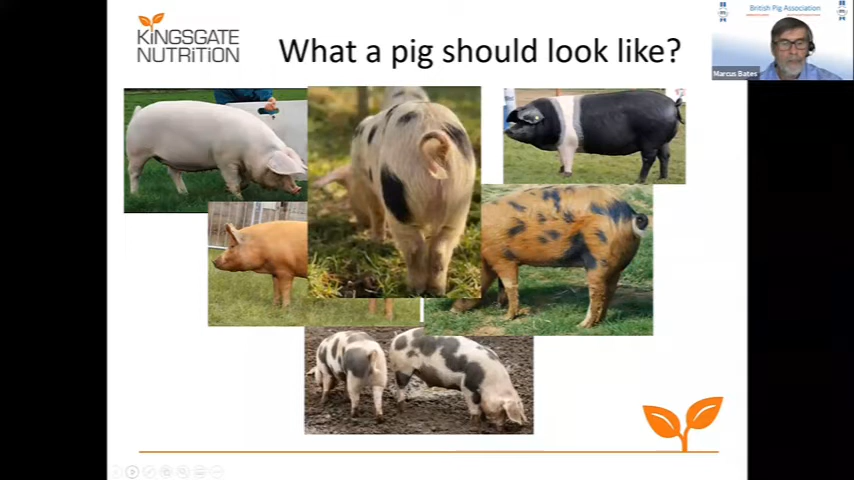 KiNGSGATE
NUTRiTiON
What a pig should look like?
British Pig Association
Marcus Bates